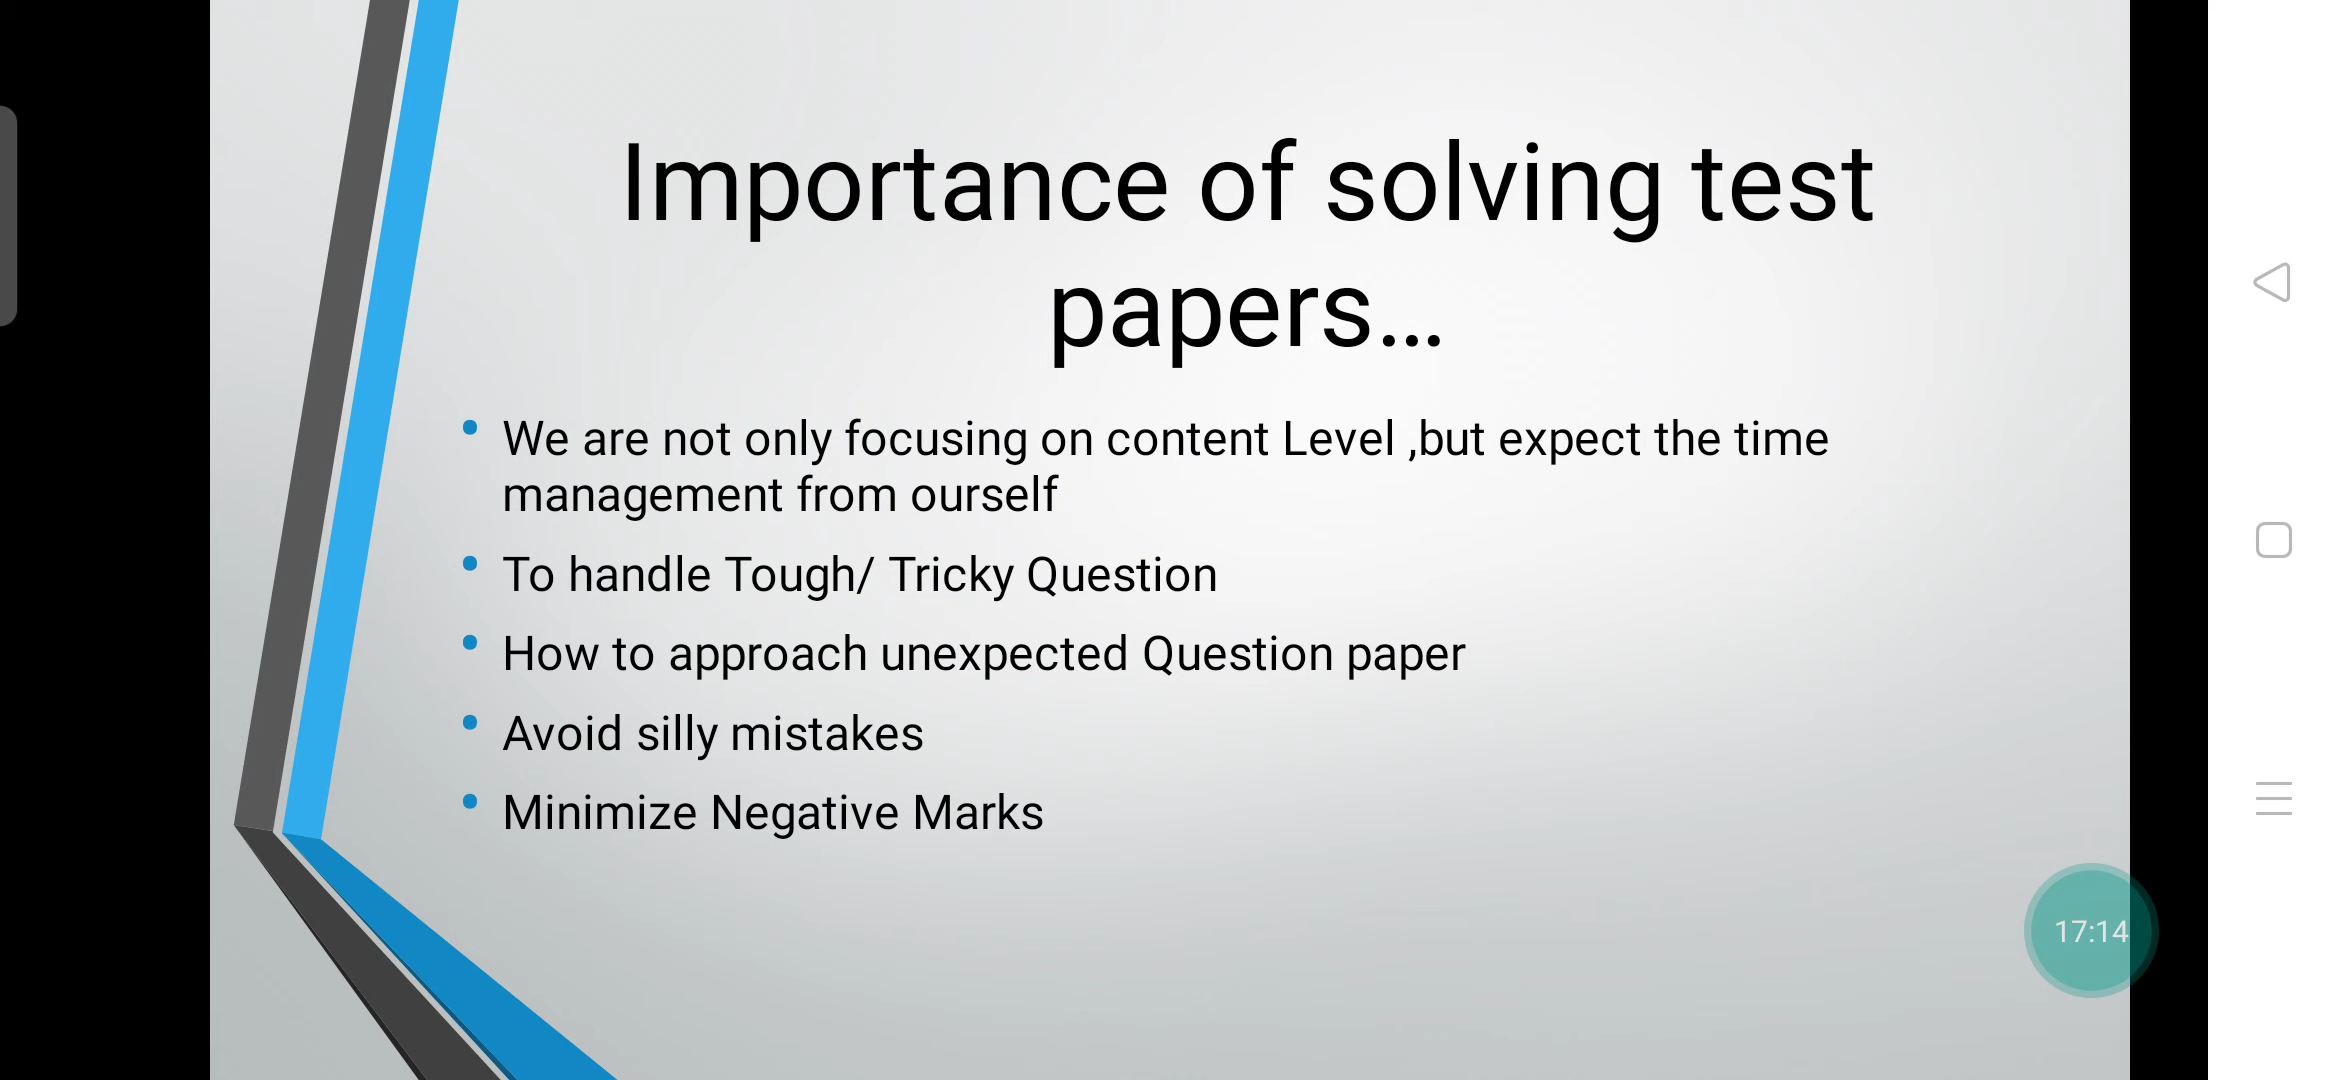 Importance of solving test
papers...
We are not only focusing on content Level ,but expect the time
management from ourself
To handle Tough/ Tricky Question
How to approach unexpected Question paper
Avoid silly mistakes
Minimize Negative Marks
17:14